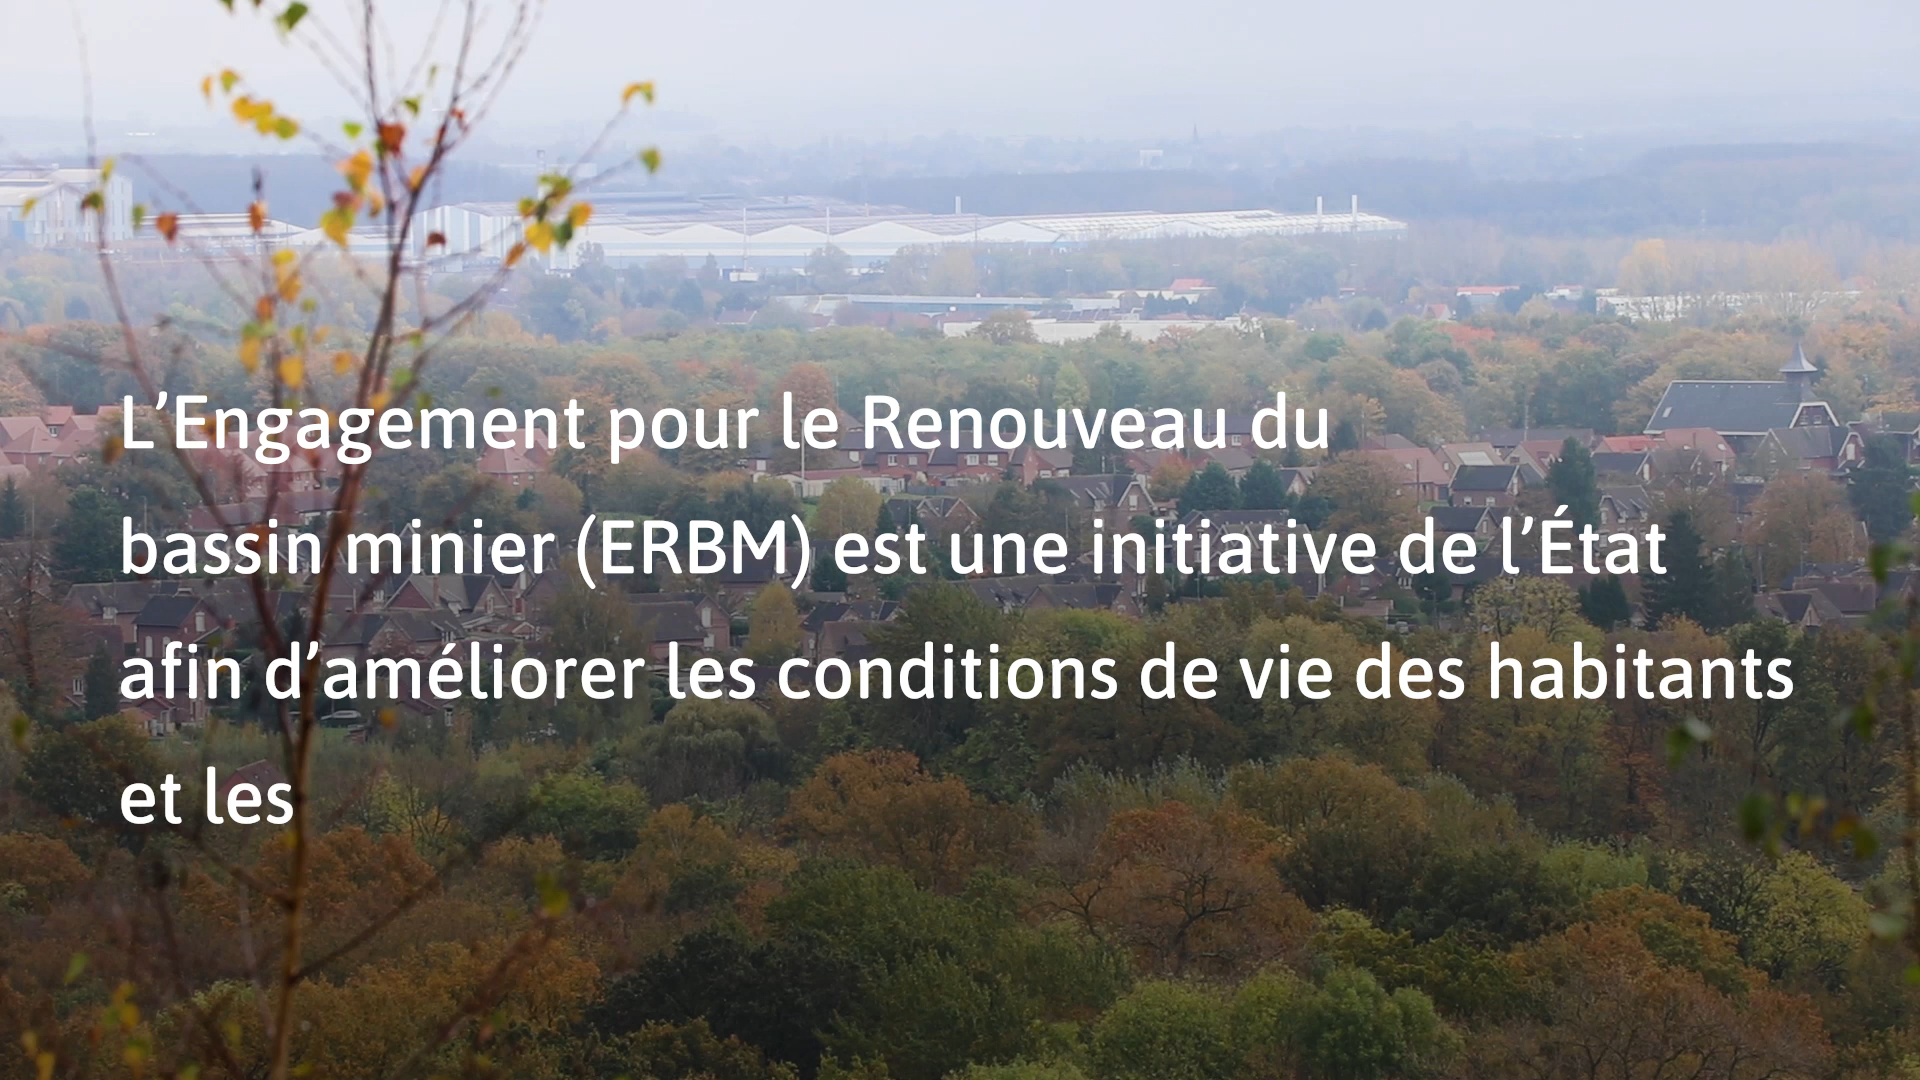 L’Engagement pour le Renouveau du
bassin minier (ERBM) est une initiative de l’État
afin d’améliorer les conditions de vie des habitants
et les